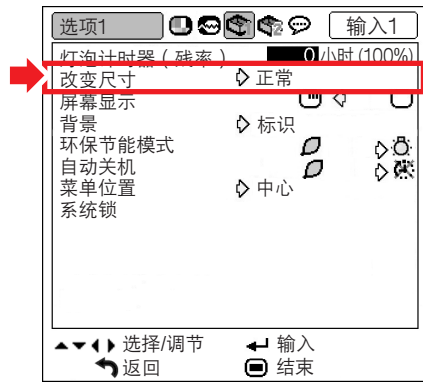 选项1 输入1
灯泡计时器(残率) 0小时(100%)
改变尺寸 正常
屏幕显示
背景 标识
环保节能模式
自动关机
菜单位置 中心
系统锁
选择/调节 输入
返回 结束